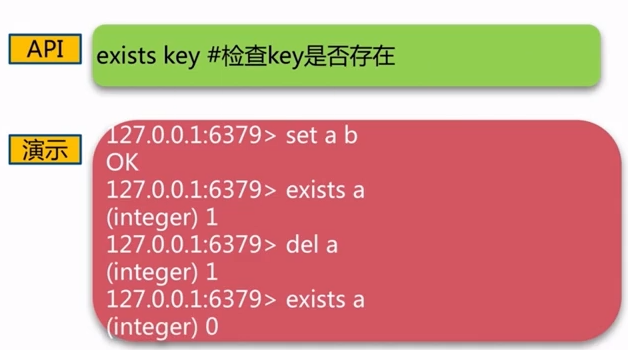 API
exists key #检查key是否存在
演示
127.0.0.1:6379> set a b
OK
127.0.0.1:6379> exists a
(integer) 1
127.0.0.1:6379> del a
(integer) 1
127.0.0.1:6379> exists a
(integer) 0